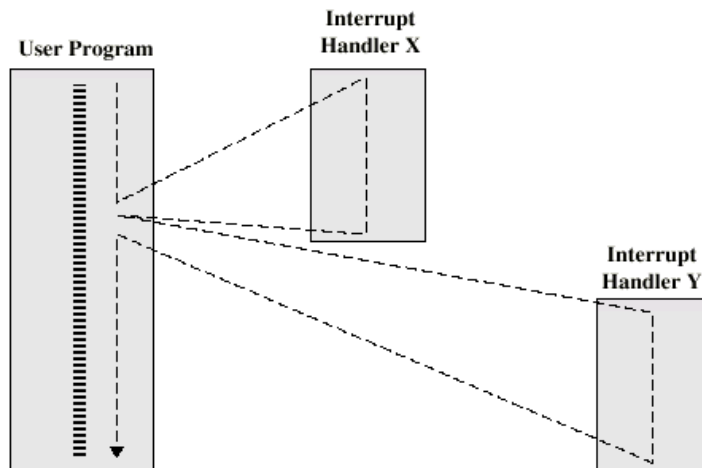 User Program
Interrupt
Handler X
Interrupt
Handler Y